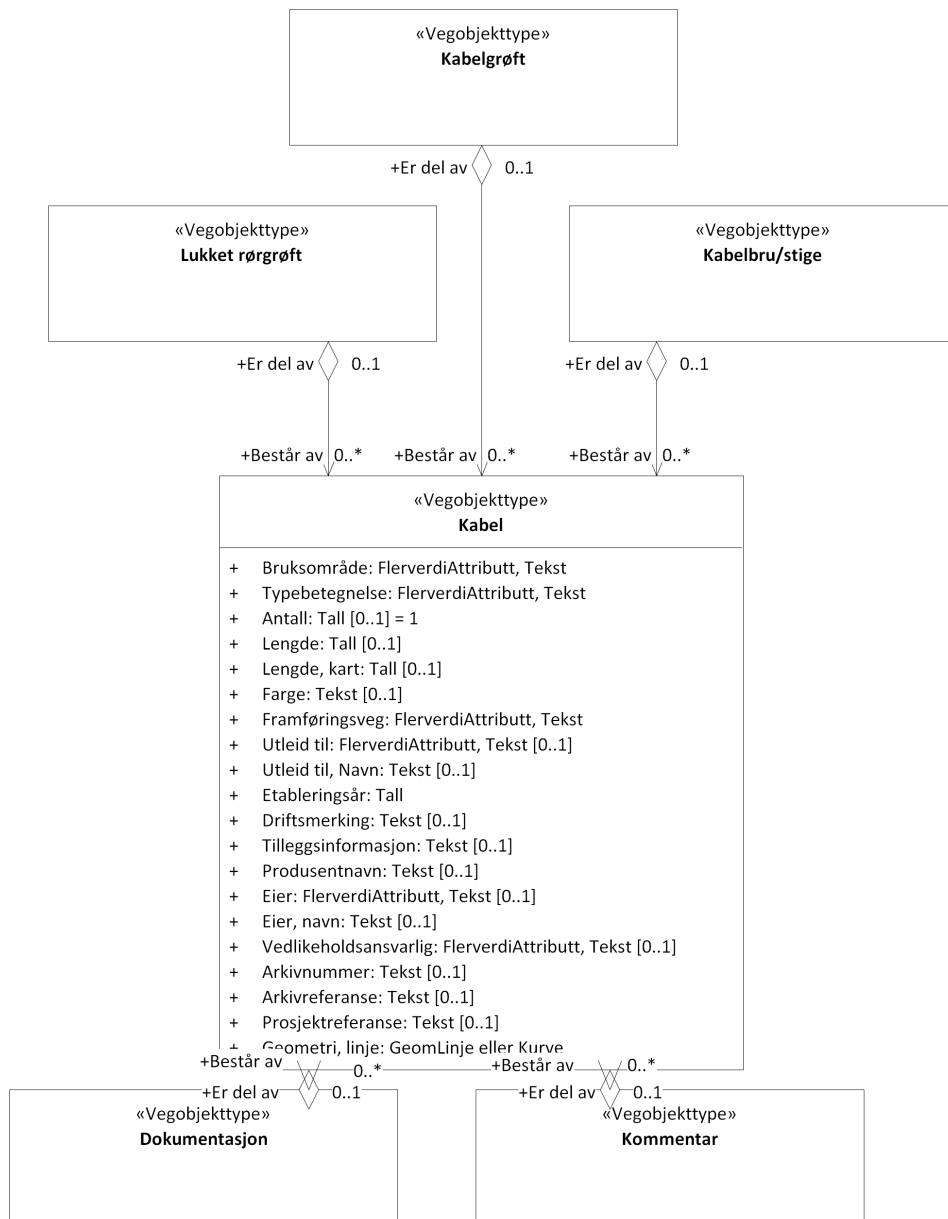 «Vegobjekttype»
Kabelgrøft
+Er del av 0..1
«Vegobjekttype»
Lukket rørgrøft
«Vegobjekttype»
Kabelbru/stige
+Er del av 0..1
+Er del av 0..1
+Består av 0..*
+Består av 0..*
+Består av 0..*
«Vegobjekttype»
Kabel
+ Bruksområde: FlerverdiAttributt, Tekst
+ Typebetegnelse: FlerverdiAttributt, Tekst
+ Antall: Tall [0..1] = 1
+ Lengde: Tall [0..1]
+ Lengde, kart: Tall [0..1]
+ Farge: Tekst [0..1]
+ Framføringsveg: FlerverdiAttributt, Tekst
+ Utleid til: FlerverdiAttributt, Tekst [0..1]
+ Utleid til, Navn: Tekst [0..1]
+ Etableringsår: Tall
+ Driftsmerking: Tekst [0..1]
+ Tilleggsinformasjon: Tekst [0..1]
+ Produsentnavn: Tekst [0..1]
+ Eier: FlerverdiAttributt, Tekst [0..1]
+ Eier, navn: Tekst [0..1]
+ Vedlikeholdsansvarlig: FlerverdiAttributt, Tekst [0..1]
+ Arkivnummer: Tekst [0..1]
+ Arkivreferanse: Tekst [0..1]
+ Prosjektreferanse: Tekst [0..1]
+ Geometri, linje: GeomLinje eller Kurve
+Består av 0..*
+Består av 0..*
+Er del av 0..1
+Er del av 0..1
«Vegobjekttype»
Dokumentasjon
«Vegobjekttype»
Kommentar